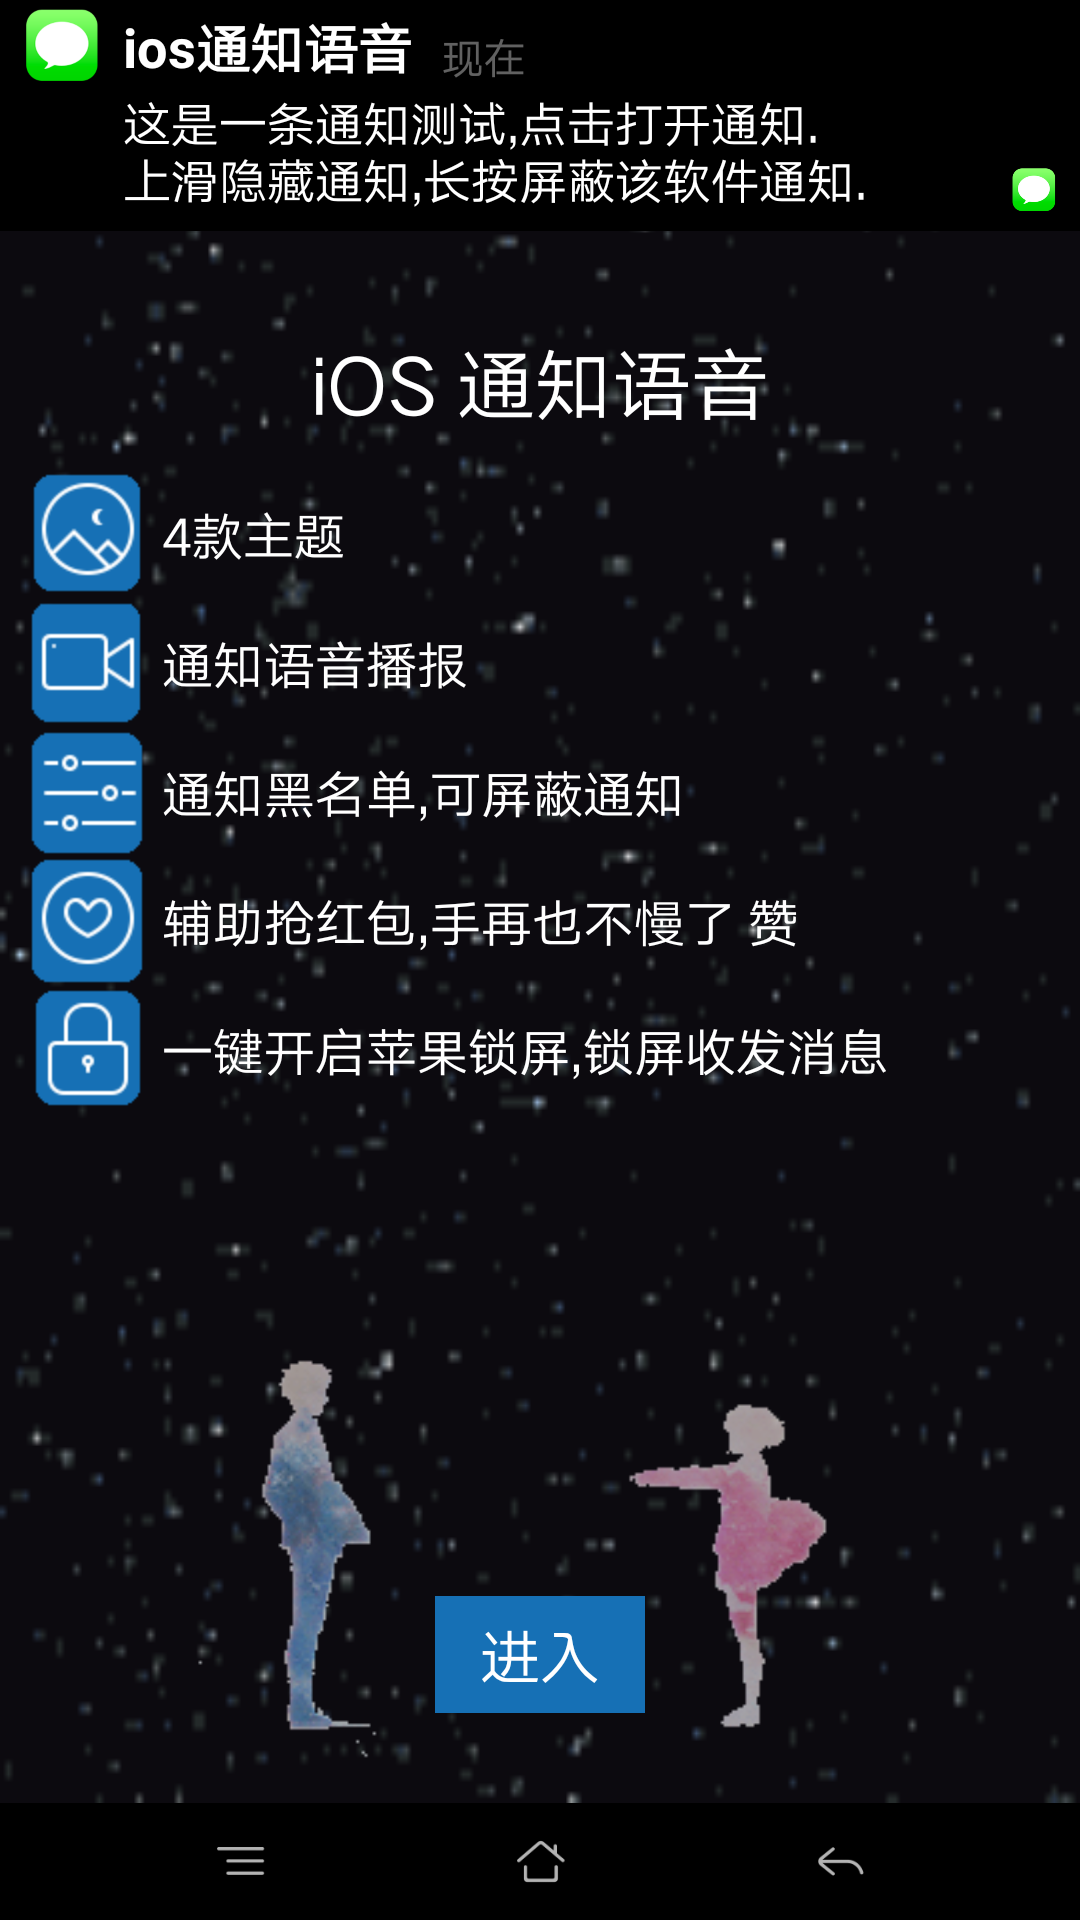 ios通知语音 现在
这是一条通知测试,点击打开通知.
上滑隐藏通知,长按屏蔽该软件通知.
iOS 通知语音
4款主题
通知语音播报
通知黑名单,可屏蔽通知
辅助抢红包,手再也不慢了 赞
一键开启苹果锁屏,锁屏收发消息
进入